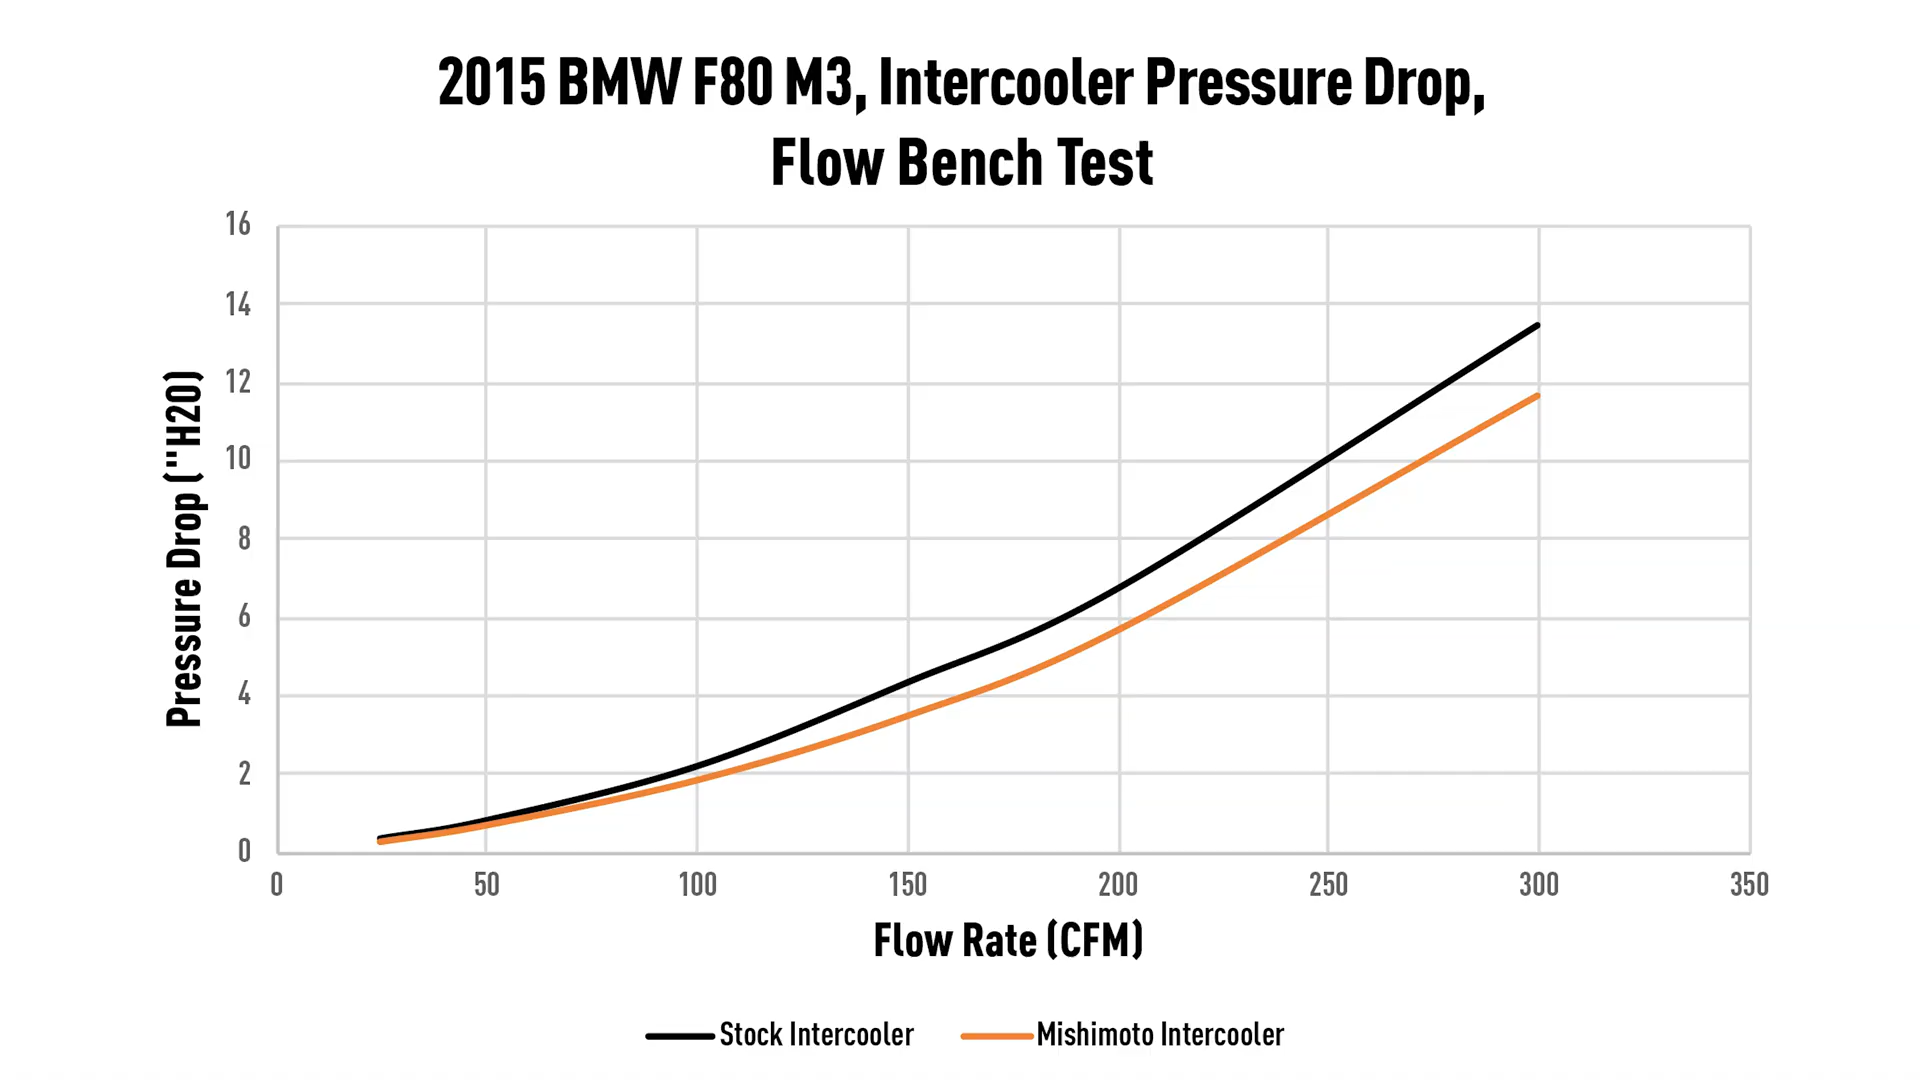 2015 BMW F80 M3, Intercooler Pressure Drop,
Flow Bench Test
16
14
12
10
8
6
4
2
0
Pressure Drop ("H20)
0 50 100 150 200 250 300 350
Flow Rate (CFM)
Stock Intercooler Mishimoto Intercooler